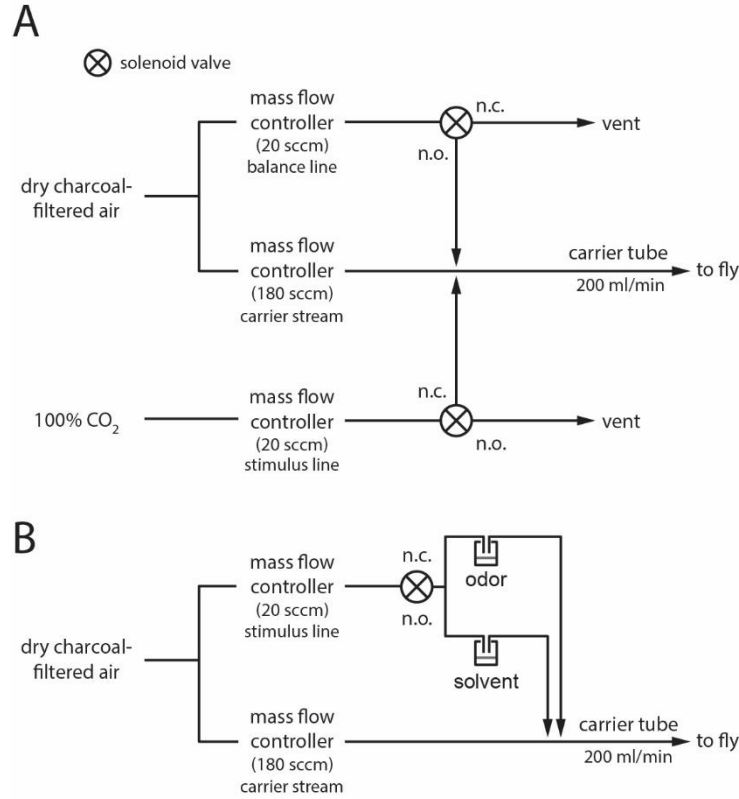 A
solenoid valve
mass flow
controller
(20 sccm)
balance line
n.c.
n.o.
vent
dry charcoal-
filtered air
mass flow
controller
(180 sccm)
carrier stream
carrier tube
200 ml/min
to fly
100% CO₂
mass flow
controller
(20 sccm)
stimulus line
n.c.
n.o.
vent
B
mass flow
controller
(20 sccm)
stimulus line
n.c.
n.o.
odor
solvent
dry charcoal-
filtered air
mass flow
controller
(180 sccm)
carrier stream
carrier tube
200 ml/min
to fly